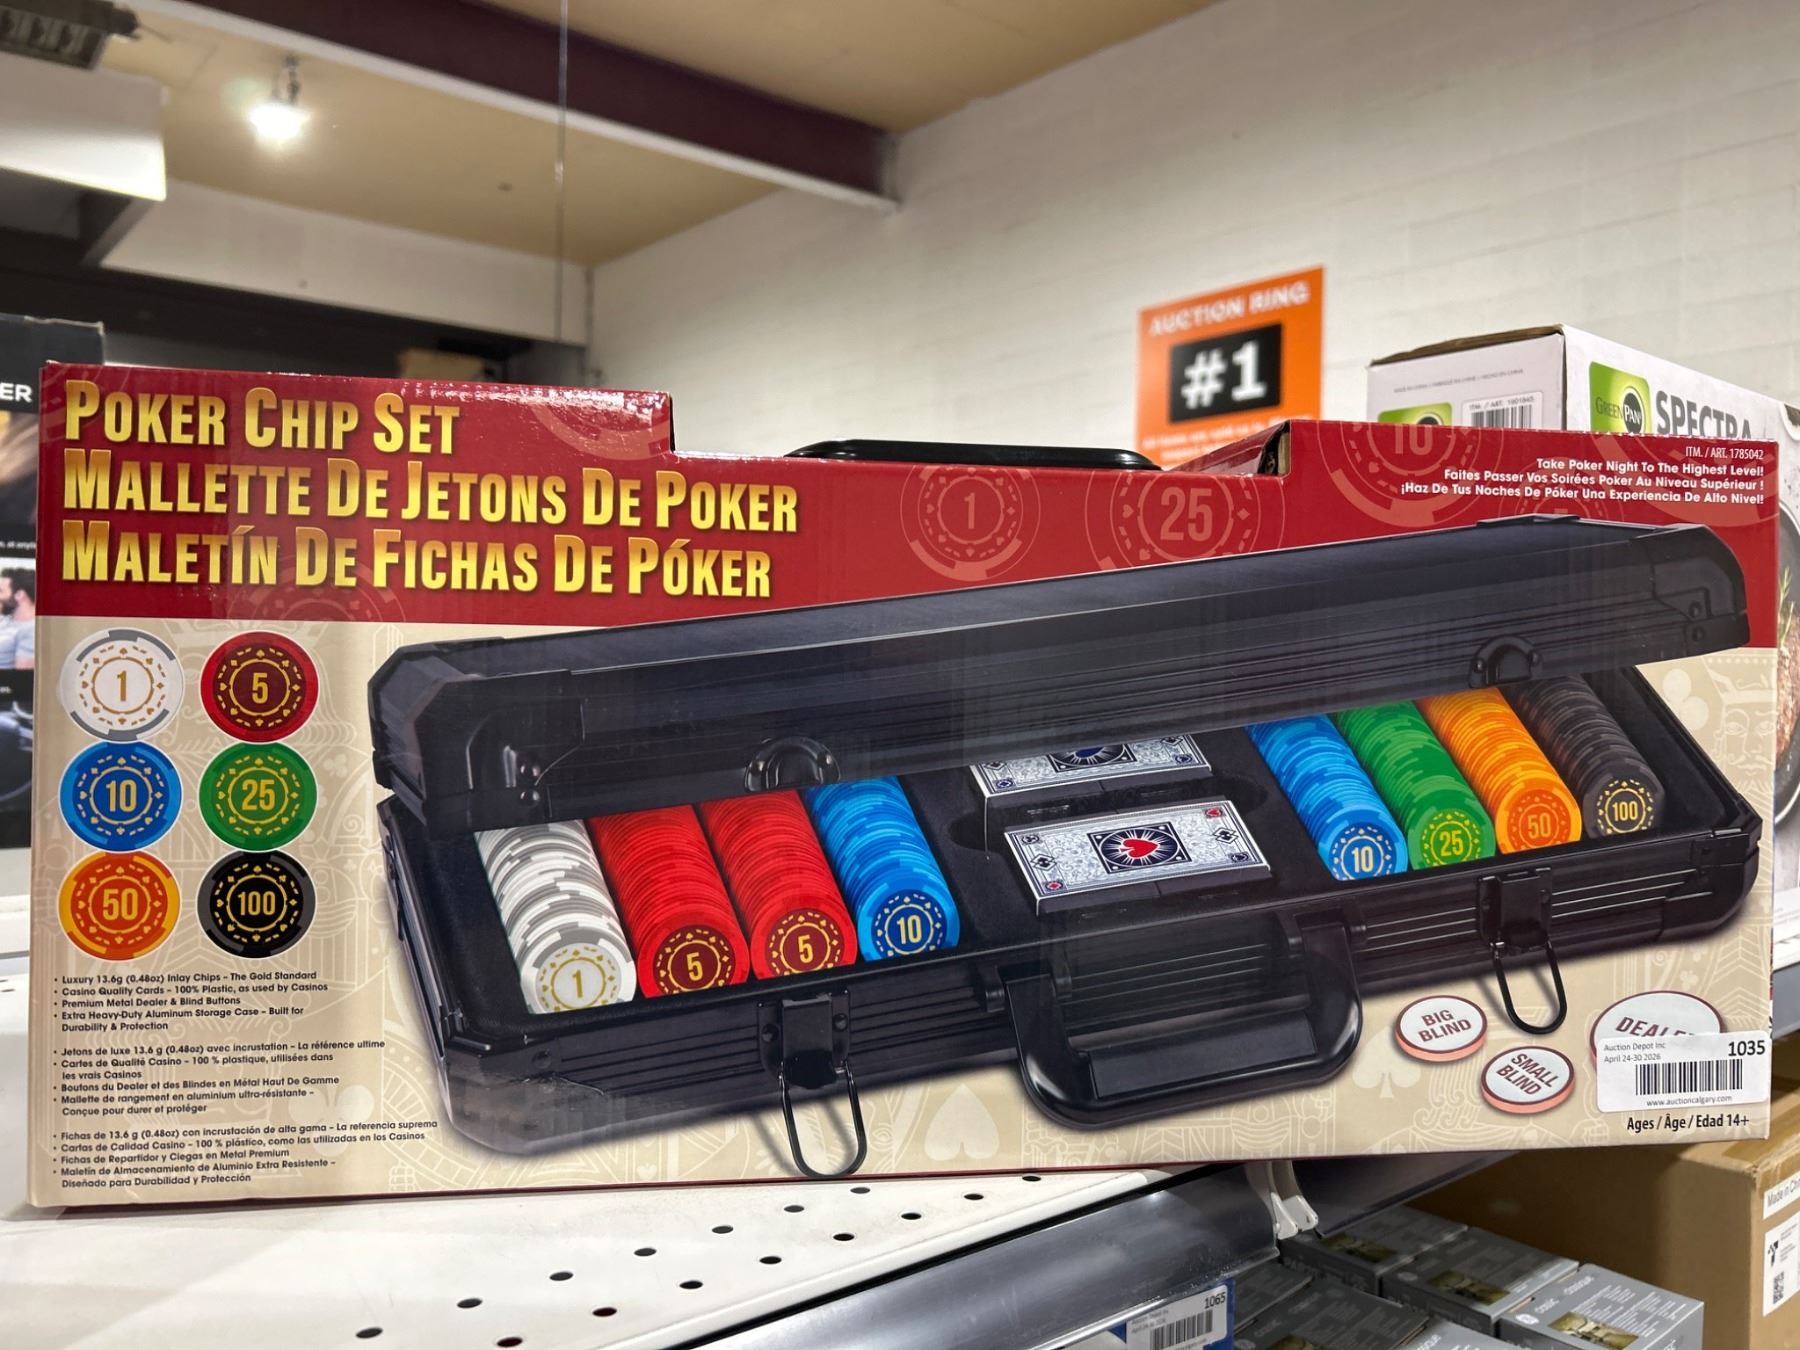 ER
AUCTION RING
#1
GREENPAN
SPECTRA
ITM. / ART. 1801845
POKER CHIP SET
MALLETTE DE JETONS DE POKER
MALETÍN DE FICHAS DE PÓKER
ITM. / ART. 1785042
Take Poker Night To The Highest Level!
Faites Passer Vos Soirées Poker Au Niveau Supérieur !
¡Haz De Tus Noches De Póker Una Experiencia De Alto Nivel!
1
25
10
5
1
5
10
25
50
100
1
5
5
10
10
25
50
100
• Luxury 13.6g (0.48oz) Inlay Chips – The Gold Standard
• Casino Quality Cards – 100% Plastic, as used by Casinos
• Premium Metal Dealer & Blind Buttons
• Extra Heavy-Duty Aluminum Storage Case – Built for
Durability & Protection
• Jetons de luxe 13.6 g (0.48oz) avec incrustation – La référence ultime
• Cartes de Qualité Casino – 100 % plastique, utilisées dans
les vrais Casinos
• Boutons du Dealer et des Blindes en Métal Haut De Gamme
• Mallette de rangement en aluminium ultra-résistante –
Conçue pour durer et protéger
• Fichas de 13.6 g (0.48oz) con incrustación de alta gama – La referencia suprema
• Cartas de Calidad Casino – 100 % plástico, como las utilizadas en los Casinos
• Fichas de Repartidor y Ciegas en Metal Premium
• Maletín de Almacenamiento de Aluminio Extra Resistente –
Diseñado para Durabilidad y Protección
BIG
BLIND
SMALL
BLIND
DEALE
Auction Depot Inc
April 24-30 2026
1035
www.auctioncalgary.com
Ages / Âge / Edad 14+
1065
Made in